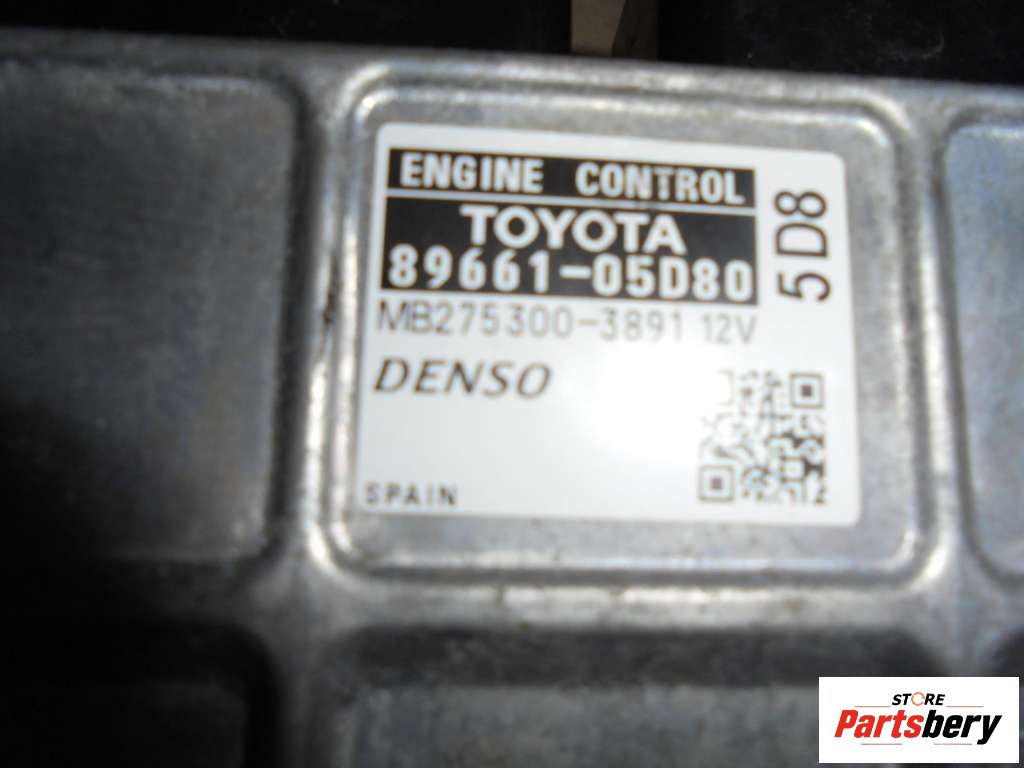 ENGINE CONTROL
TOYOTA
89661-05D80
5D8
MB275300-3891 12V
DENSO
SPAIN
STORE
Partsbery